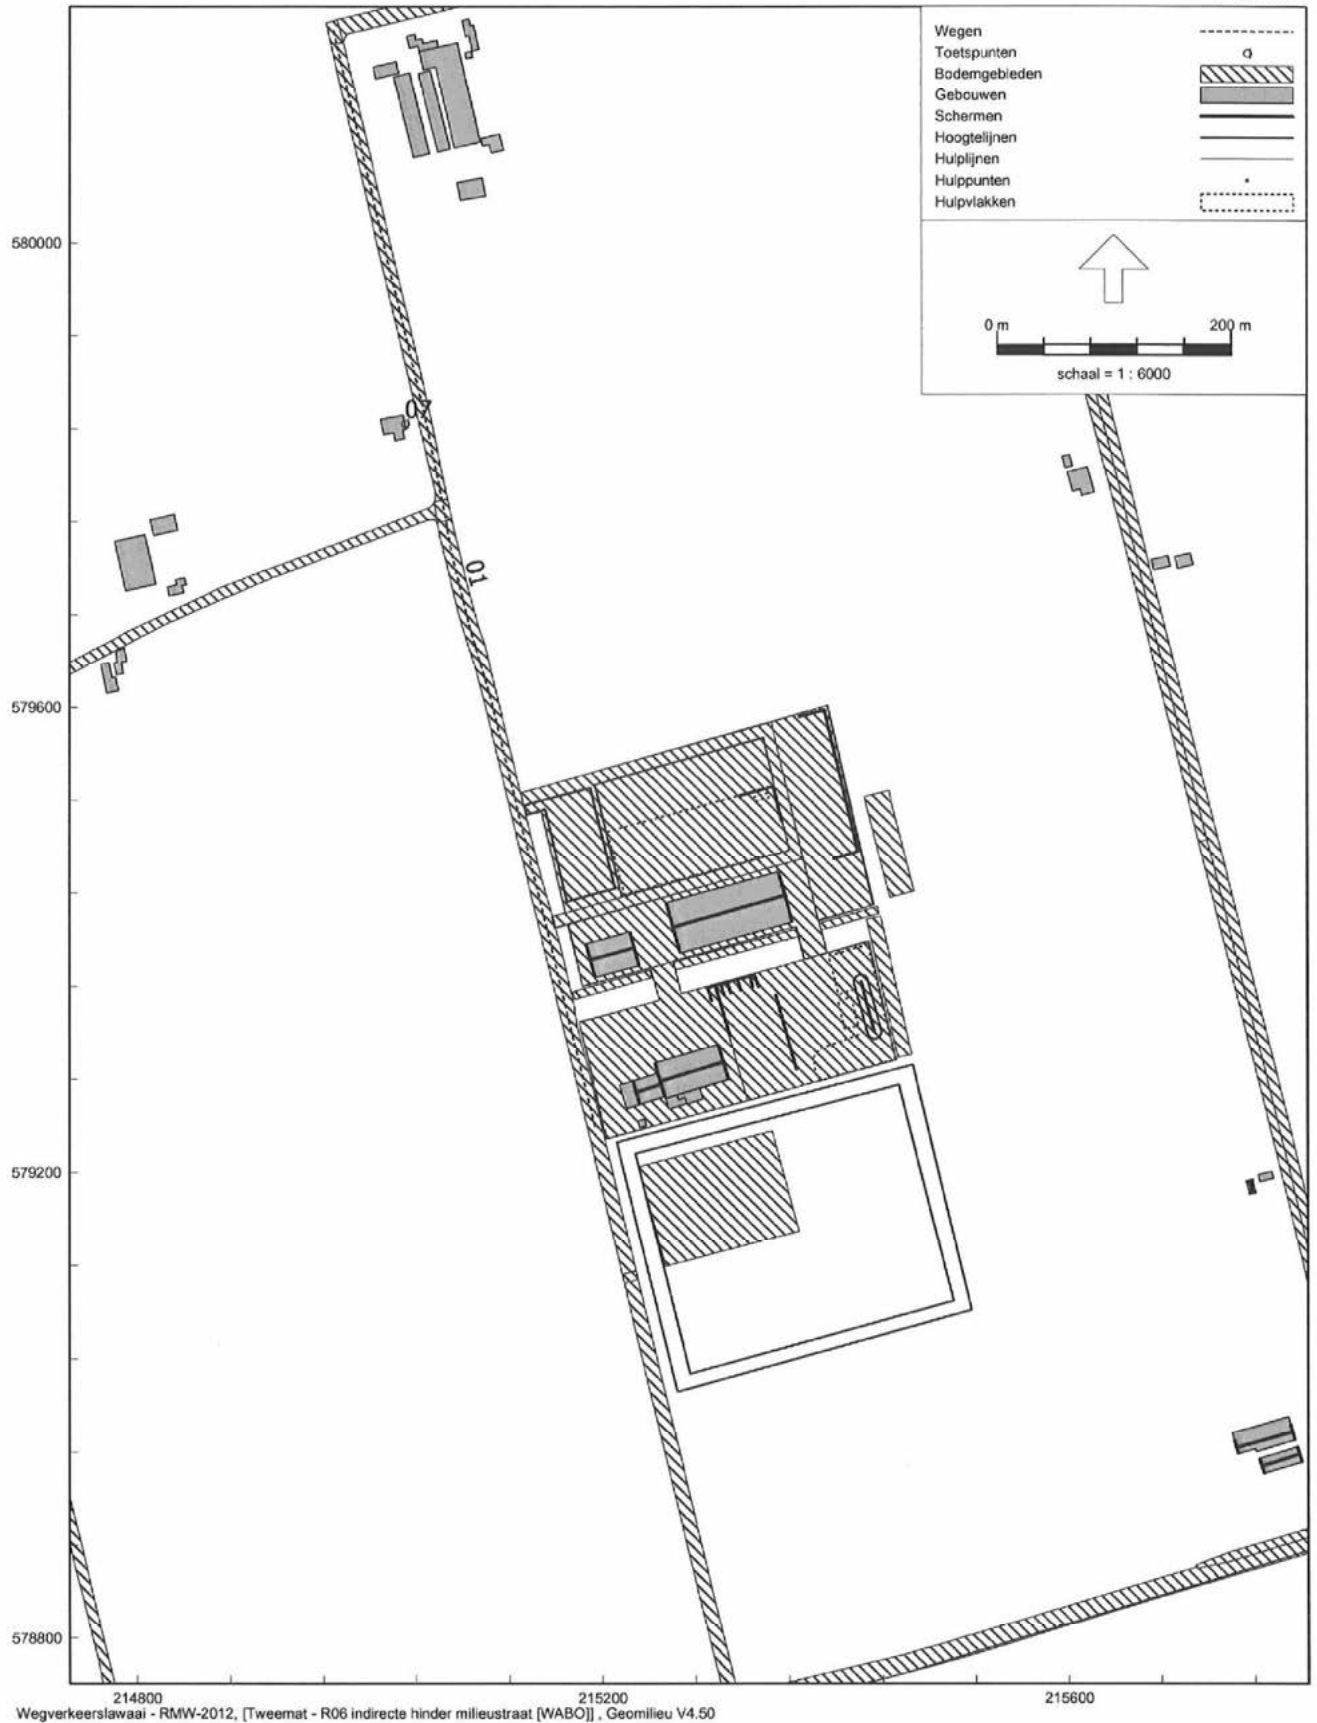 Wegen
Toetspunten
Bodemgebieden
Gebouwen
Schermen
Hoogtelijnen
Hulplijnen
Hulppunten
Hulpvlakken
0 m 200 m
schaal = 1 : 6000
580000
07
01
579600
579200
578800
214800 215200 215600
Wegverkeerslawaai - RMW-2012, [Tweemat - R06 indirecte hinder milieustraat [WABO]] , Geomilieu V4.50